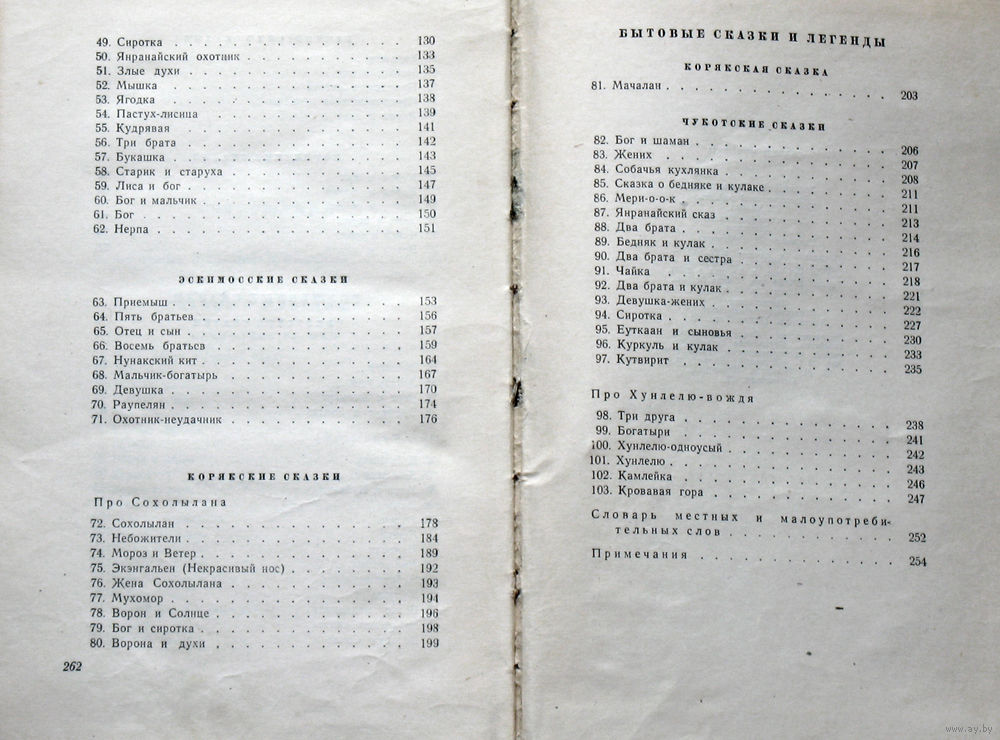 49. Сиротка . . . . . . . . . . . . . . . . . 130
50. Янранайский охотник . . . . . . . . . . . 133
51. Злые духи . . . . . . . . . . . . . . . . 135
52. Мышка . . . . . . . . . . . . . . . . . . 137
53. Ягодка . . . . . . . . . . . . . . . . . 138
54. Пастух-лисица . . . . . . . . . . . . . . 139
55. Кудрявая . . . . . . . . . . . . . . . . 141
56. Три брата . . . . . . . . . . . . . . . . 142
57. Букашка . . . . . . . . . . . . . . . . . 143
58. Старик и старуха . . . . . . . . . . . . 145
59. Лиса и бог . . . . . . . . . . . . . . . 147
60. Бог и мальчик . . . . . . . . . . . . . . 149
61. Бог . . . . . . . . . . . . . . . . . . . 150
62. Нерпа . . . . . . . . . . . . . . . . . . 151
ЭСКИМОССКИЕ СКАЗКИ
63. Приемыш . . . . . . . . . . . . . . . . . 153
64. Пять братьев . . . . . . . . . . . . . . 156
65. Отец и сын . . . . . . . . . . . . . . . 157
66. Восемь братьев . . . . . . . . . . . . . 159
67. Нунакский кит . . . . . . . . . . . . . . 164
68. Мальчик-богатырь . . . . . . . . . . . . 167
69. Девушка . . . . . . . . . . . . . . . . . 170
70. Раупелян . . . . . . . . . . . . . . . . 174
71. Охотник-неудачник . . . . . . . . . . . . 176
КОРЯКСКИЕ СКАЗКИ
Про Сохолылана
72. Сохолылан . . . . . . . . . . . . . . . . 178
73. Небожители . . . . . . . . . . . . . . . 184
74. Мороз и Ветер . . . . . . . . . . . . . . 189
75. Экэнгальен (Некрасивый нос) . . . . . . . 192
76. Жена Сохолылана . . . . . . . . . . . . . 193
77. Мухомор . . . . . . . . . . . . . . . . . 194
78. Ворон и Солнце . . . . . . . . . . . . . 196
79. Бог и сиротка . . . . . . . . . . . . . . 198
80. Ворона и духи . . . . . . . . . . . . . . 199
262
БЫТОВЫЕ СКАЗКИ И ЛЕГЕНДЫ
КОРЯКСКАЯ СКАЗКА
81. Мачалан . . . . . . . . . . . . . . . . . 203
ЧУКОТСКИЕ СКАЗКИ
82. Бог и шаман . . . . . . . . . . . . . . . 206
83. Жених . . . . . . . . . . . . . . . . . . 207
84. Собачья кухлянка . . . . . . . . . . . . 208
85. Сказка о бедняке и кулаке . . . . . . . . 211
86. Мери-о-о-к . . . . . . . . . . . . . . . 211
87. Янранайский сказ . . . . . . . . . . . . 213
88. Два брата . . . . . . . . . . . . . . . . 214
89. Бедняк и кулак . . . . . . . . . . . . . 216
90. Два брата и сестра . . . . . . . . . . . 217
91. Чайка . . . . . . . . . . . . . . . . . . 218
92. Два брата и кулак . . . . . . . . . . . . 221
93. Девушка-жених . . . . . . . . . . . . . . 222
94. Сиротка . . . . . . . . . . . . . . . . . 227
95. Еуткаан и сыновья . . . . . . . . . . . . 230
96. Куркуль и кулак . . . . . . . . . . . . . 233
97. Кутвирит . . . . . . . . . . . . . . . . 235
Про Хунлелю-вождя
98. Три друга . . . . . . . . . . . . . . . . 238
99. Богатыри . . . . . . . . . . . . . . . . 241
100. Хунлелю-одноусый . . . . . . . . . . . . 242
101. Хунлелю . . . . . . . . . . . . . . . . 243
102. Камлейка . . . . . . . . . . . . . . . . 246
103. Кровавая гора . . . . . . . . . . . . . 247
Словарь местных и малоупотреби-
тельных слов . . . . . . . . . . . . 252
Примечания . . . . . . . . . . . . . 254
www.ay.by